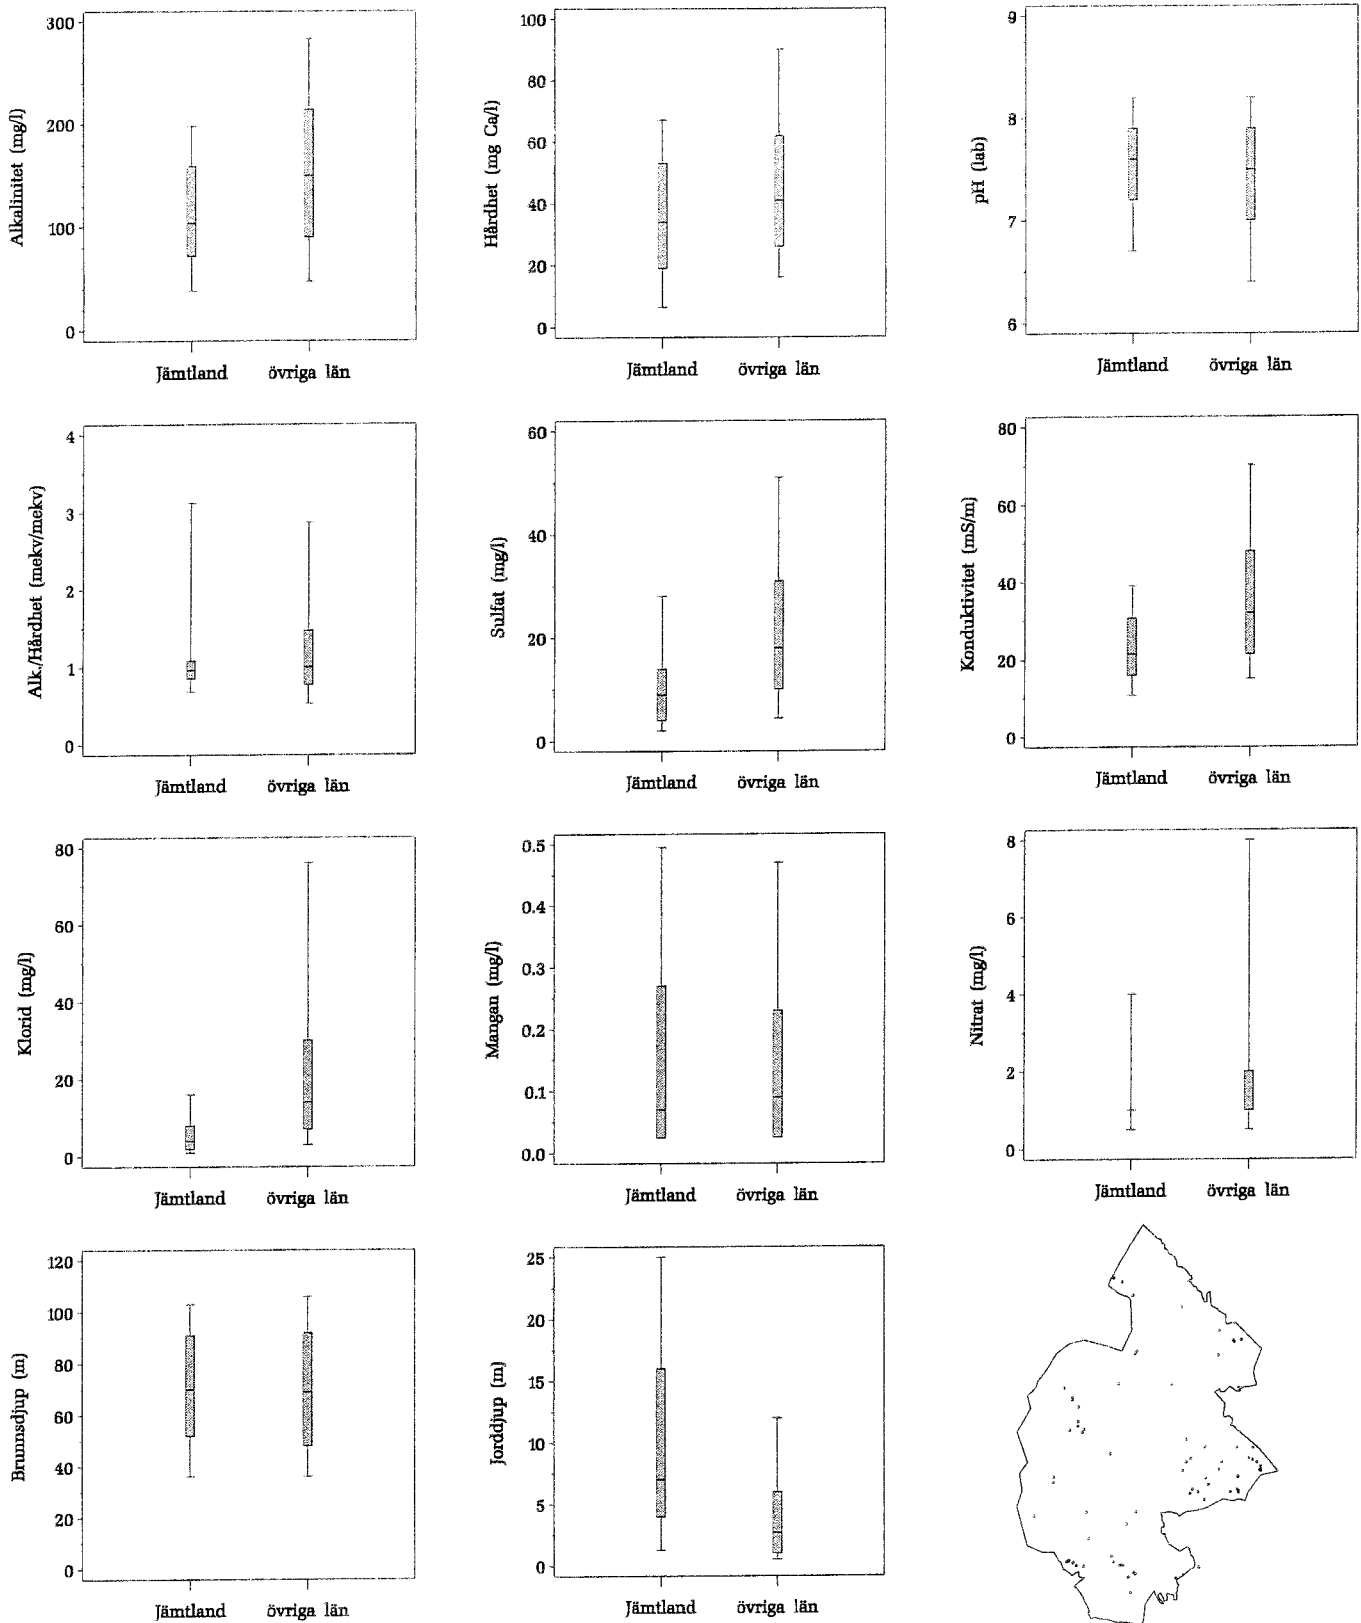 Alkalinitet (mg/l)
300
200
100
0
Jämtland övriga län
Hårdhet (mg Ca/l)
100
80
60
40
20
0
Jämtland övriga län
pH (lab)
9
8
7
6
Jämtland övriga län
Alk./Hårdhet (mekv/mekv)
4
3
2
1
0
Jämtland övriga län
Sulfat (mg/l)
60
40
20
0
Jämtland övriga län
Konduktivitet (mS/m)
80
60
40
20
0
Jämtland övriga län
Klorid (mg/l)
80
60
40
20
0
Jämtland övriga län
Mangan (mg/l)
0.5
0.4
0.3
0.2
0.1
0.0
Jämtland övriga län
Nitrat (mg/l)
8
6
4
2
0
Jämtland övriga län
Brunnsdjup (m)
120
100
80
60
40
20
0
Jämtland övriga län
Jorddjup (m)
25
20
15
10
5
0
Jämtland övriga län